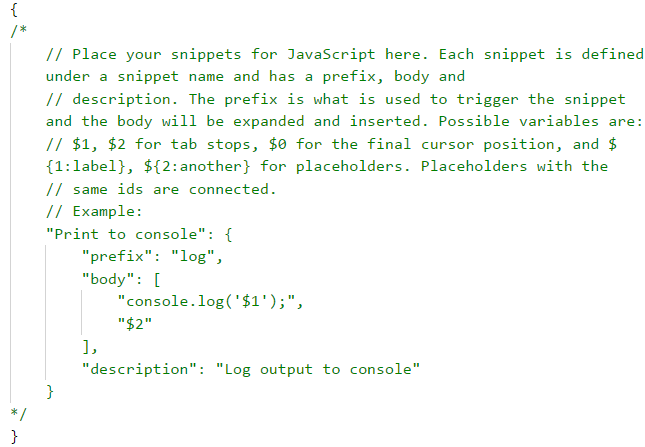 {
/*
// Place your snippets for JavaScript here. Each snippet is defined
under a snippet name and has a prefix, body and
// description. The prefix is what is used to trigger the snippet
and the body will be expanded and inserted. Possible variables are:
// $1, $2 for tab stops, $0 for the final cursor position, and $
{1:label}, ${2:another} for placeholders. Placeholders with the
// same ids are connected.
// Example:
"Print to console": {
"prefix": "log",
"body": [
"console.log('$1');",
"$2"
],
"description": "Log output to console"
}
*/
}